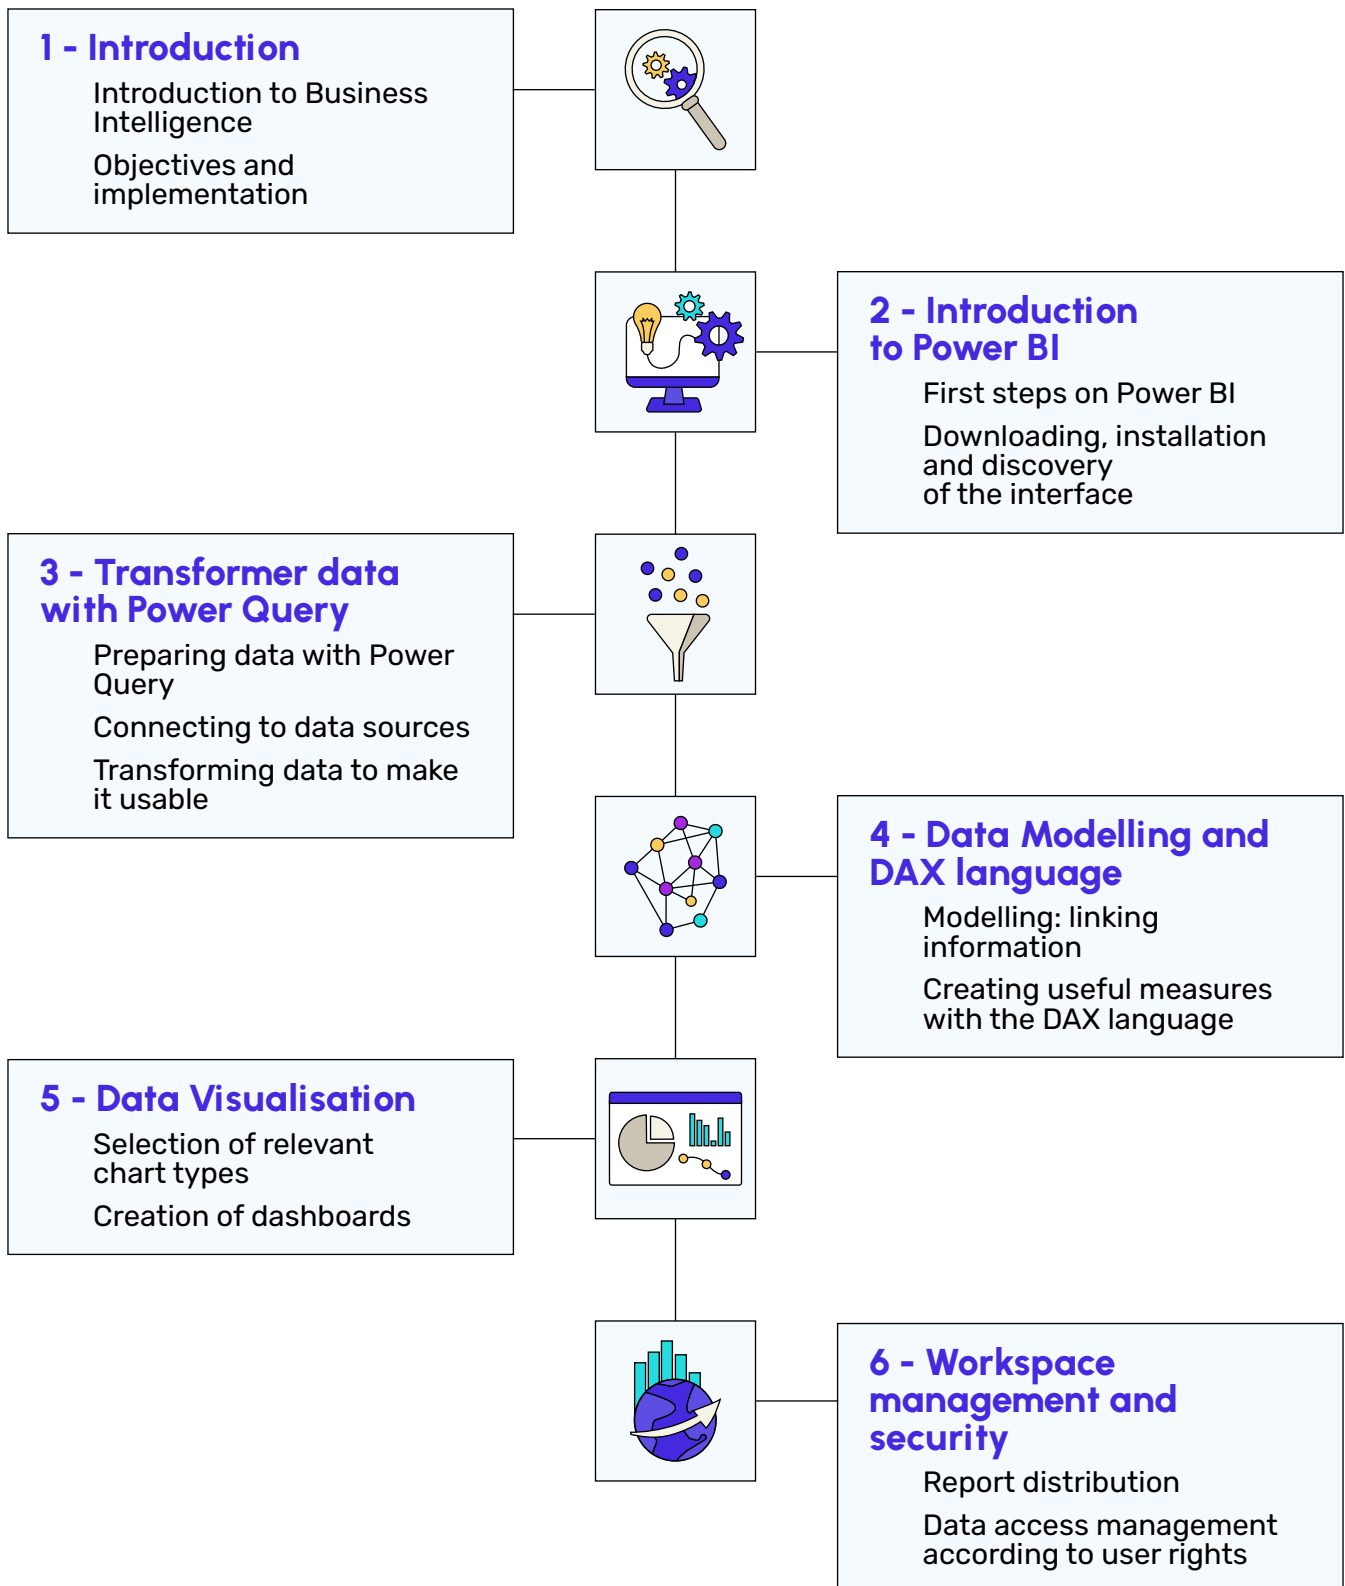 1 - Introduction
Introduction to Business
Intelligence
Objectives and
implementation
2 - Introduction
to Power BI
First steps on Power BI
Downloading, installation
and discovery
of the interface
3 - Transformer data
with Power Query
Preparing data with Power
Query
Connecting to data sources
Transforming data to make
it usable
4 - Data Modelling and
DAX language
Modelling: linking
information
Creating useful measures
with the DAX language
5 - Data Visualisation
Selection of relevant
chart types
Creation of dashboards
6 - Workspace
management and
security
Report distribution
Data access management
according to user rights